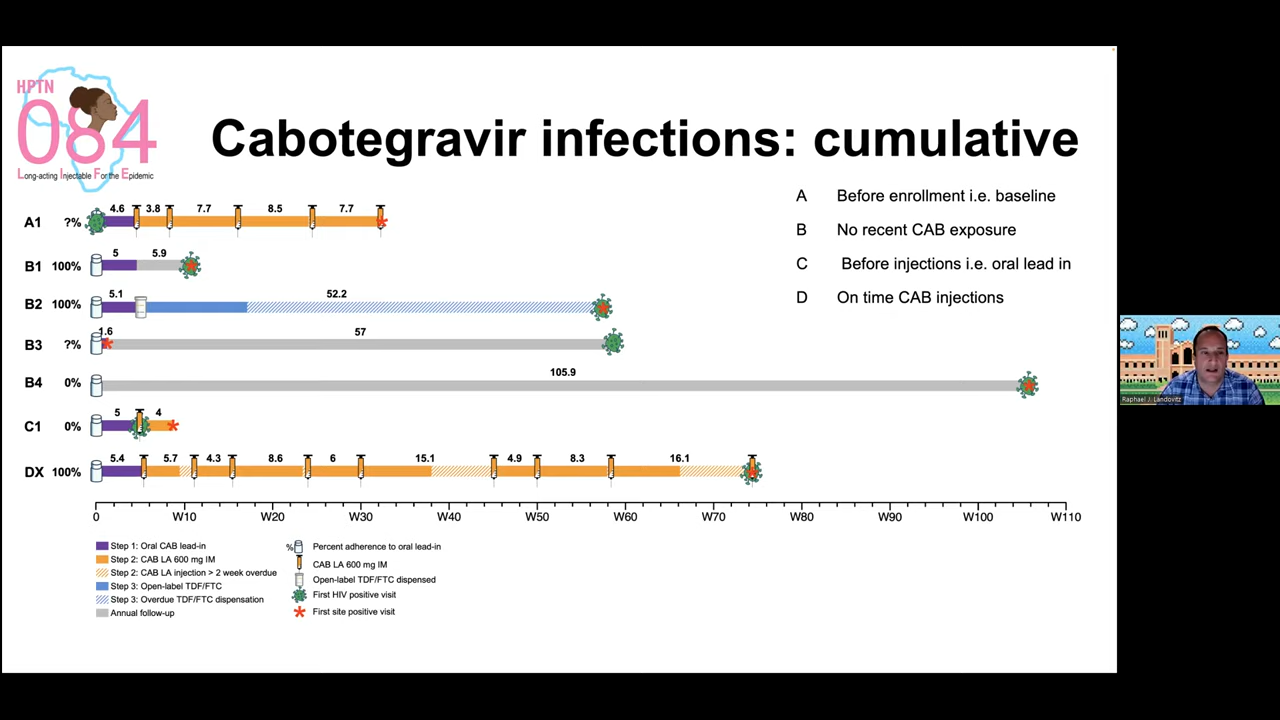 HPTN
084
Long-acting Injectable For the Epidemic
Cabotegravir infections: cumulative
A Before enrollment i.e. baseline
B No recent CAB exposure
C Before injections i.e. oral lead in
D On time CAB injections
4.6 3.8 7.7 8.5 7.7
A1 ?%
5 5.9
B1 100%
5.1 52.2
B2 100%
1.6 57
B3 ?%
105.9
B4 0%
5 4
C1 0%
5.4 5.7 4.3 8.6 6 15.1 4.9 8.3 16.1
DX 100%
0 W10 W20 W30 W40 W50 W60 W70 W80 W90 W100 W110
Step 1: Oral CAB lead-in
Step 2: CAB LA 600 mg IM
Step 2: CAB LA injection > 2 week overdue
Step 3: Open-label TDF/FTC
Step 3: Overdue TDF/FTC dispensation
Annual follow-up
% Percent adherence to oral lead-in
CAB LA 600 mg IM
Open-label TDF/FTC dispensed
First HIV positive visit
First site positive visit
Raphael J. Landovitz